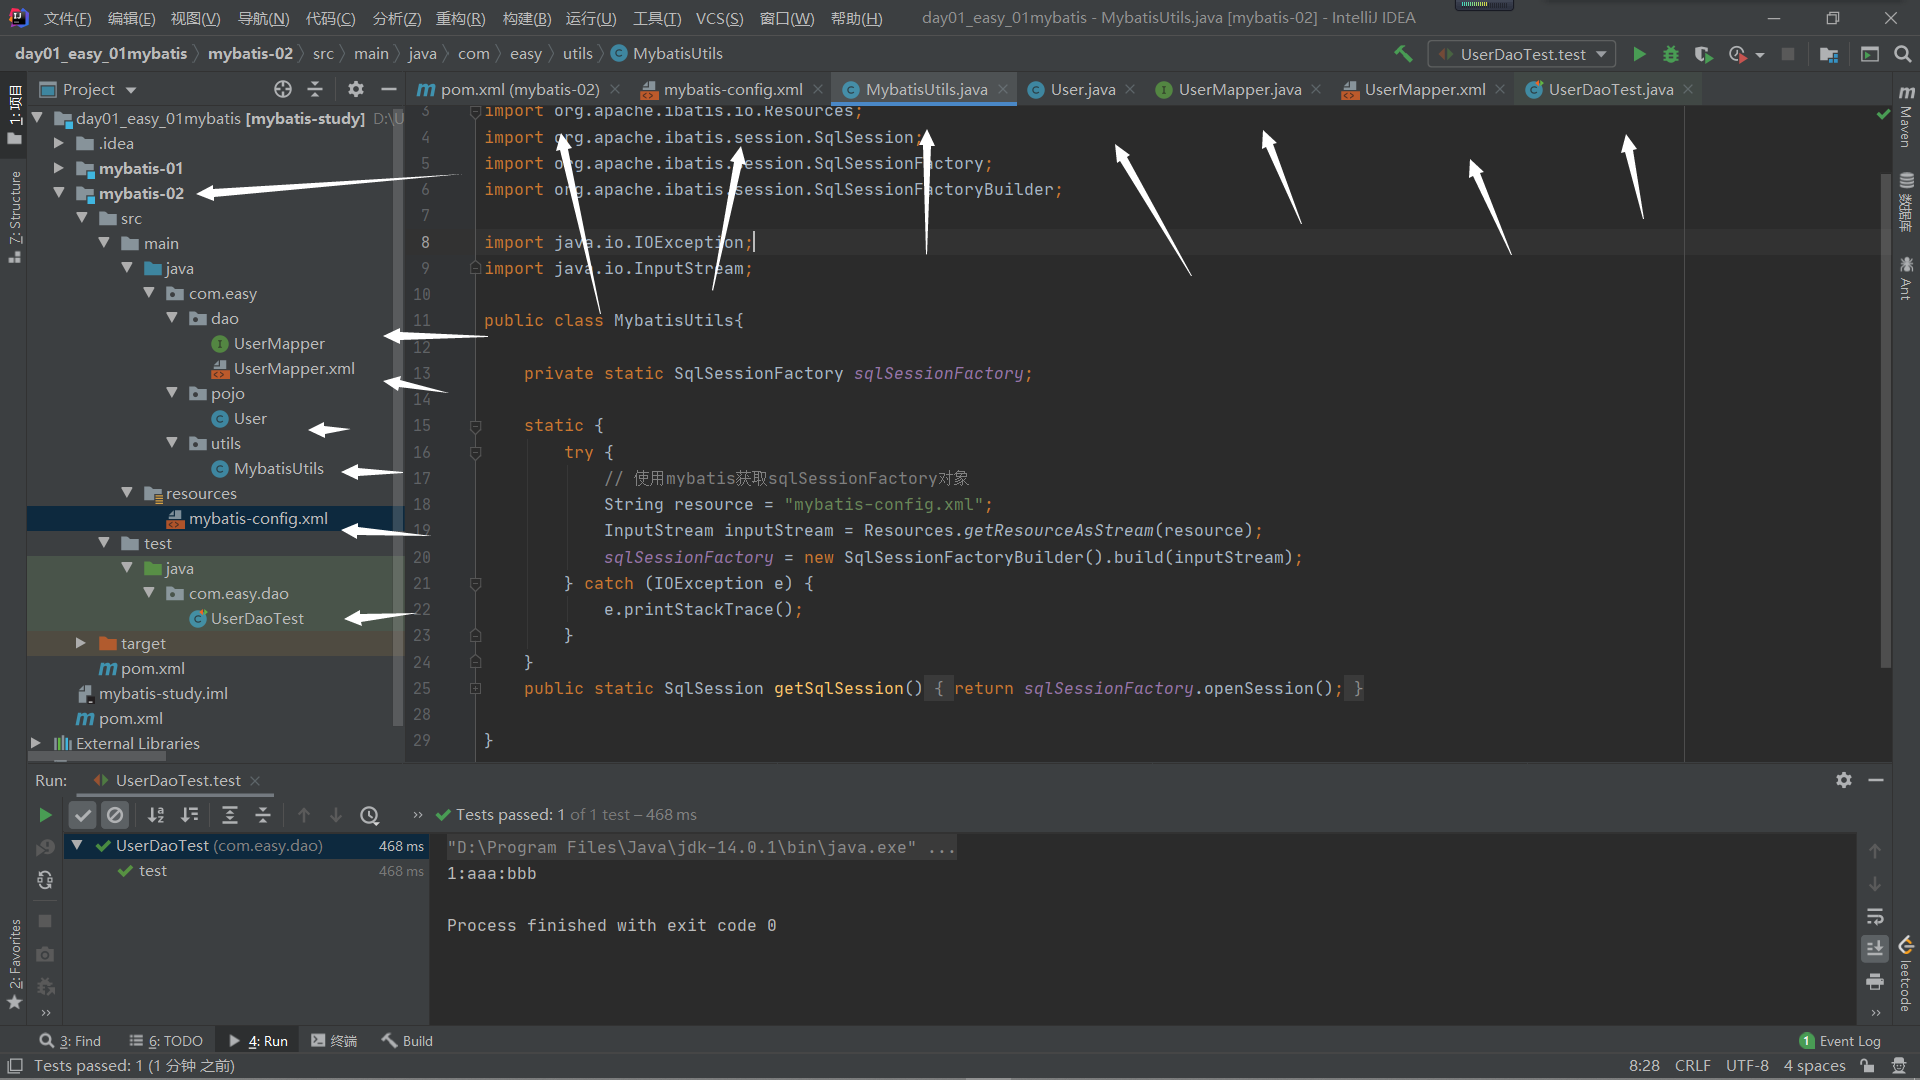 文件(F) 编辑(E) 视图(V) 导航(N) 代码(C) 分析(Z) 重构(R) 构建(B) 运行(U) 工具(T) VCS(S) 窗口(W) 帮助(H) day01_easy_01mybatis - MybatisUtils.java [mybatis-02] - IntelliJ IDEA
day01_easy_01mybatis mybatis-02 src main java com easy utils MybatisUtils UserDaoTest.test
Project
pom.xml (mybatis-02) mybatis-config.xml MybatisUtils.java User.java UserMapper.java UserMapper.xml UserDaoTest.java
1: 项目
7: Structure
2: Favorites
day01_easy_01mybatis [mybatis-study] D:\U
.idea
mybatis-01
mybatis-02
src
main
java
com.easy
dao
UserMapper
UserMapper.xml
pojo
User
utils
MybatisUtils
resources
mybatis-config.xml
test
java
com.easy.dao
UserDaoTest
target
pom.xml
mybatis-study.iml
pom.xml
External Libraries
3 import org.apache.ibatis.io.Resources;
4 import org.apache.ibatis.session.SqlSession;
5 import org.apache.ibatis.session.SqlSessionFactory;
6 import org.apache.ibatis.session.SqlSessionFactoryBuilder;
7
8 import java.io.IOException;
9 import java.io.InputStream;
10
11 public class MybatisUtils{
12
13 private static SqlSessionFactory sqlSessionFactory;
14
15 static {
16 try {
17 // 使用mybatis获取sqlSessionFactory对象
18 String resource = "mybatis-config.xml";
19 InputStream inputStream = Resources.getResourceAsStream(resource);
20 sqlSessionFactory = new SqlSessionFactoryBuilder().build(inputStream);
21 } catch (IOException e) {
22 e.printStackTrace();
23 }
24 }
25 public static SqlSession getSqlSession() { return sqlSessionFactory.openSession(); }
28
29 }
Maven
数据库
Ant
leetcode
Run: UserDaoTest.test
Tests passed: 1 of 1 test – 468 ms
UserDaoTest (com.easy.dao) 468 ms
test 468 ms
"D:\Program Files\Java\jdk-14.0.1\bin\java.exe" ...
1:aaa:bbb
Process finished with exit code 0
3: Find 6: TODO 4: Run 终端 Build 1 Event Log
Tests passed: 1 (1 分钟 之前) 8:28 CRLF UTF-8 4 spaces